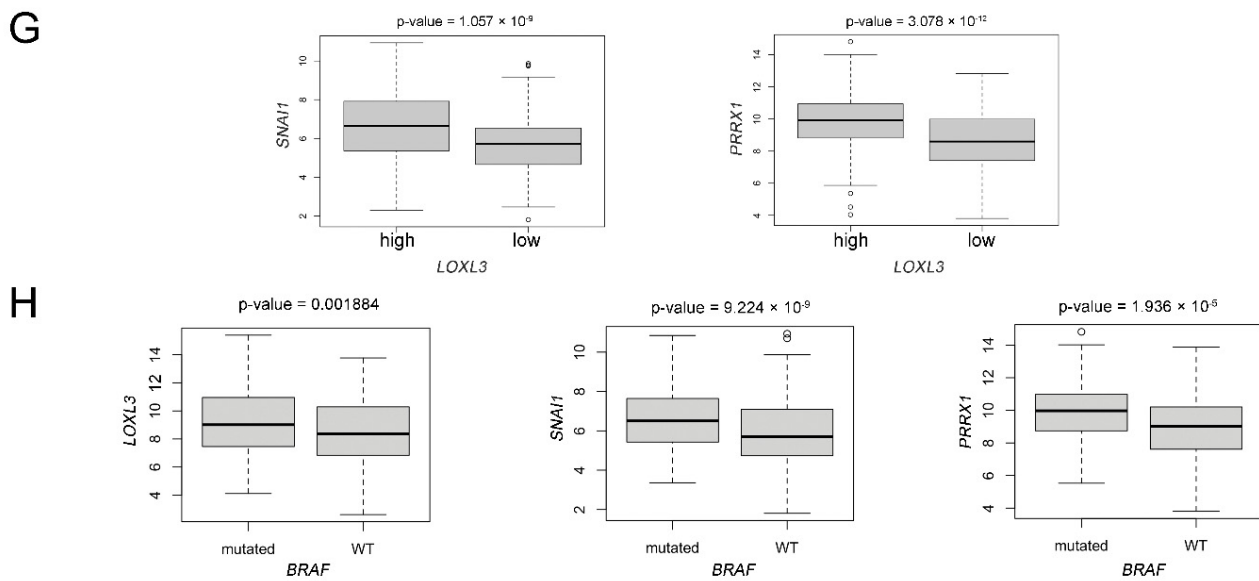 G
p-value = 1.057 × 10⁻⁹
p-value = 3.078 × 10⁻¹²
SNAI1
10
8
6
4
2
high
low
LOXL3
PRRX1
14
12
10
8
6
4
high
low
LOXL3
H
p-value = 0.001884
p-value = 9.224 × 10⁻⁹
p-value = 1.936 × 10⁻⁵
LOXL3
14
12
10
8
6
4
mutated
WT
BRAF
SNAI1
10
8
6
4
2
mutated
WT
BRAF
PRRX1
14
12
10
8
6
4
mutated
WT
BRAF